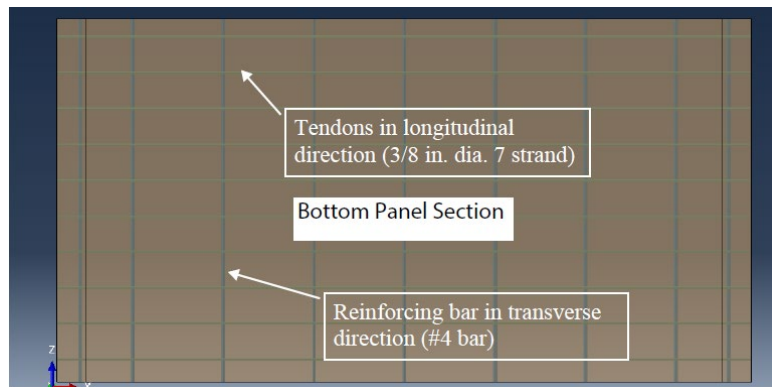 Tendons in longitudinal
direction (3/8 in. dia. 7 strand)
Bottom Panel Section
Reinforcing bar in transverse
direction (#4 bar)
Z
X